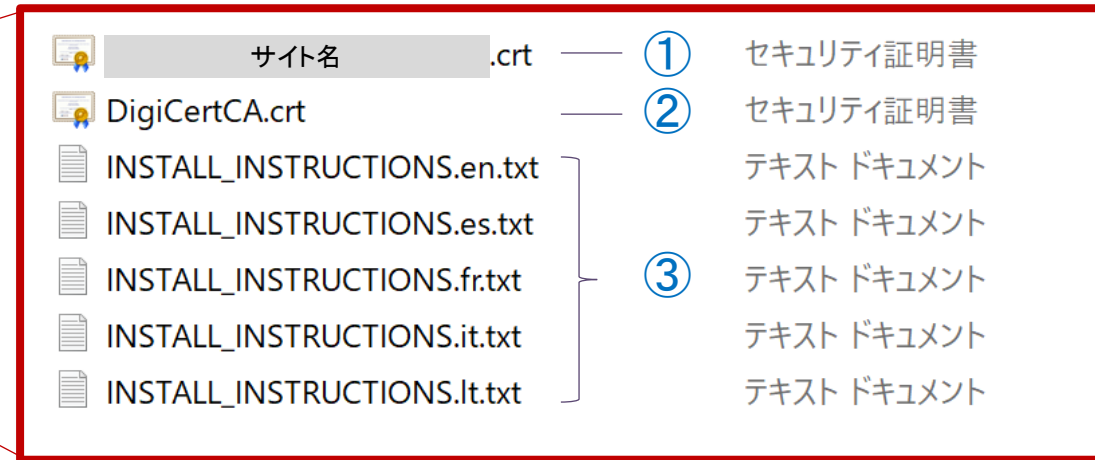 サイト名 .crt ① セキュリティ証明書
DigiCertCA.crt ② セキュリティ証明書
INSTALL_INSTRUCTIONS.en.txt テキスト ドキュメント
INSTALL_INSTRUCTIONS.es.txt テキスト ドキュメント
INSTALL_INSTRUCTIONS.fr.txt ③ テキスト ドキュメント
INSTALL_INSTRUCTIONS.it.txt テキスト ドキュメント
INSTALL_INSTRUCTIONS.lt.txt テキスト ドキュメント